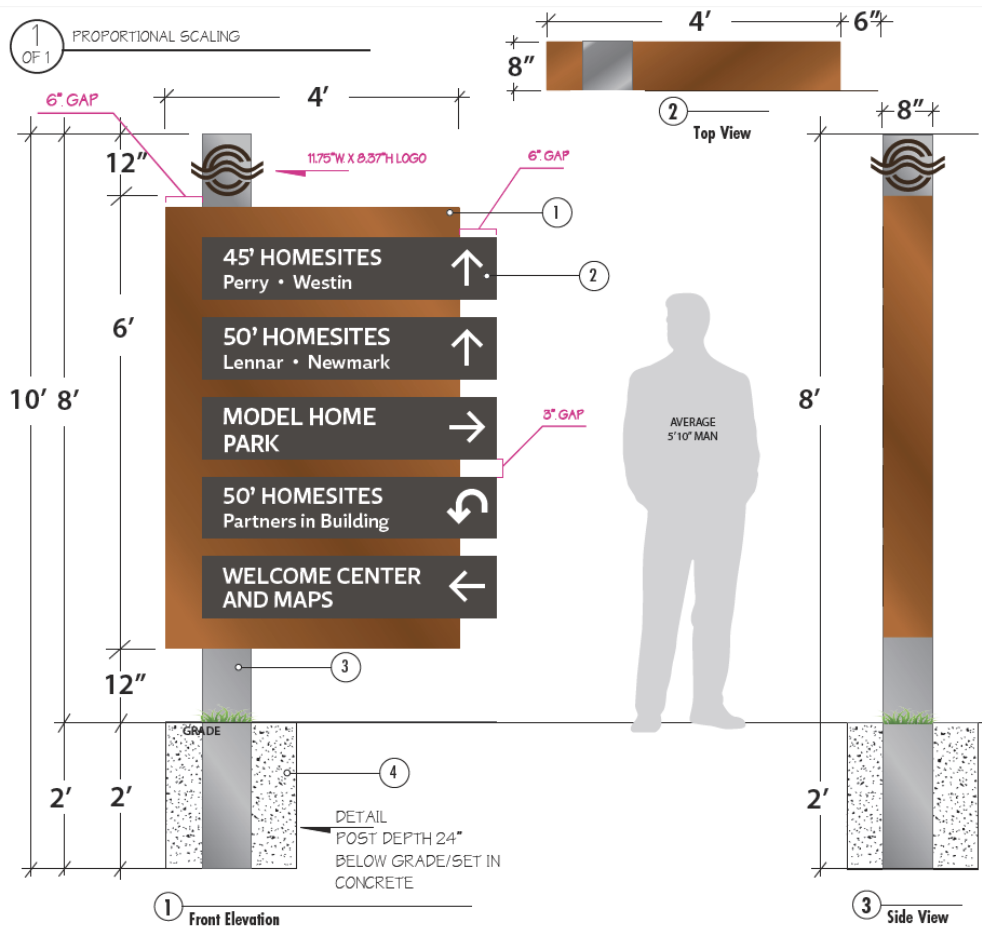 1
OF 1
PROPORTIONAL SCALING
4'
6"
8"
2
Top View
8"
6". GAP
4'
12"
11.75"W. X 8.37"H LOGO
6". GAP
1
45' HOMESITES
Perry • Westin
2
50' HOMESITES
Lennar • Newmark
6'
10'
8'
MODEL HOME
PARK
3". GAP
AVERAGE
5'10" MAN
8'
50' HOMESITES
Partners in Building
WELCOME CENTER
AND MAPS
12"
3
GRADE
4
2'
2'
2'
DETAIL
POST DEPTH 24"
BELOW GRADE/SET IN
CONCRETE
1
Front Elevation
3
Side View